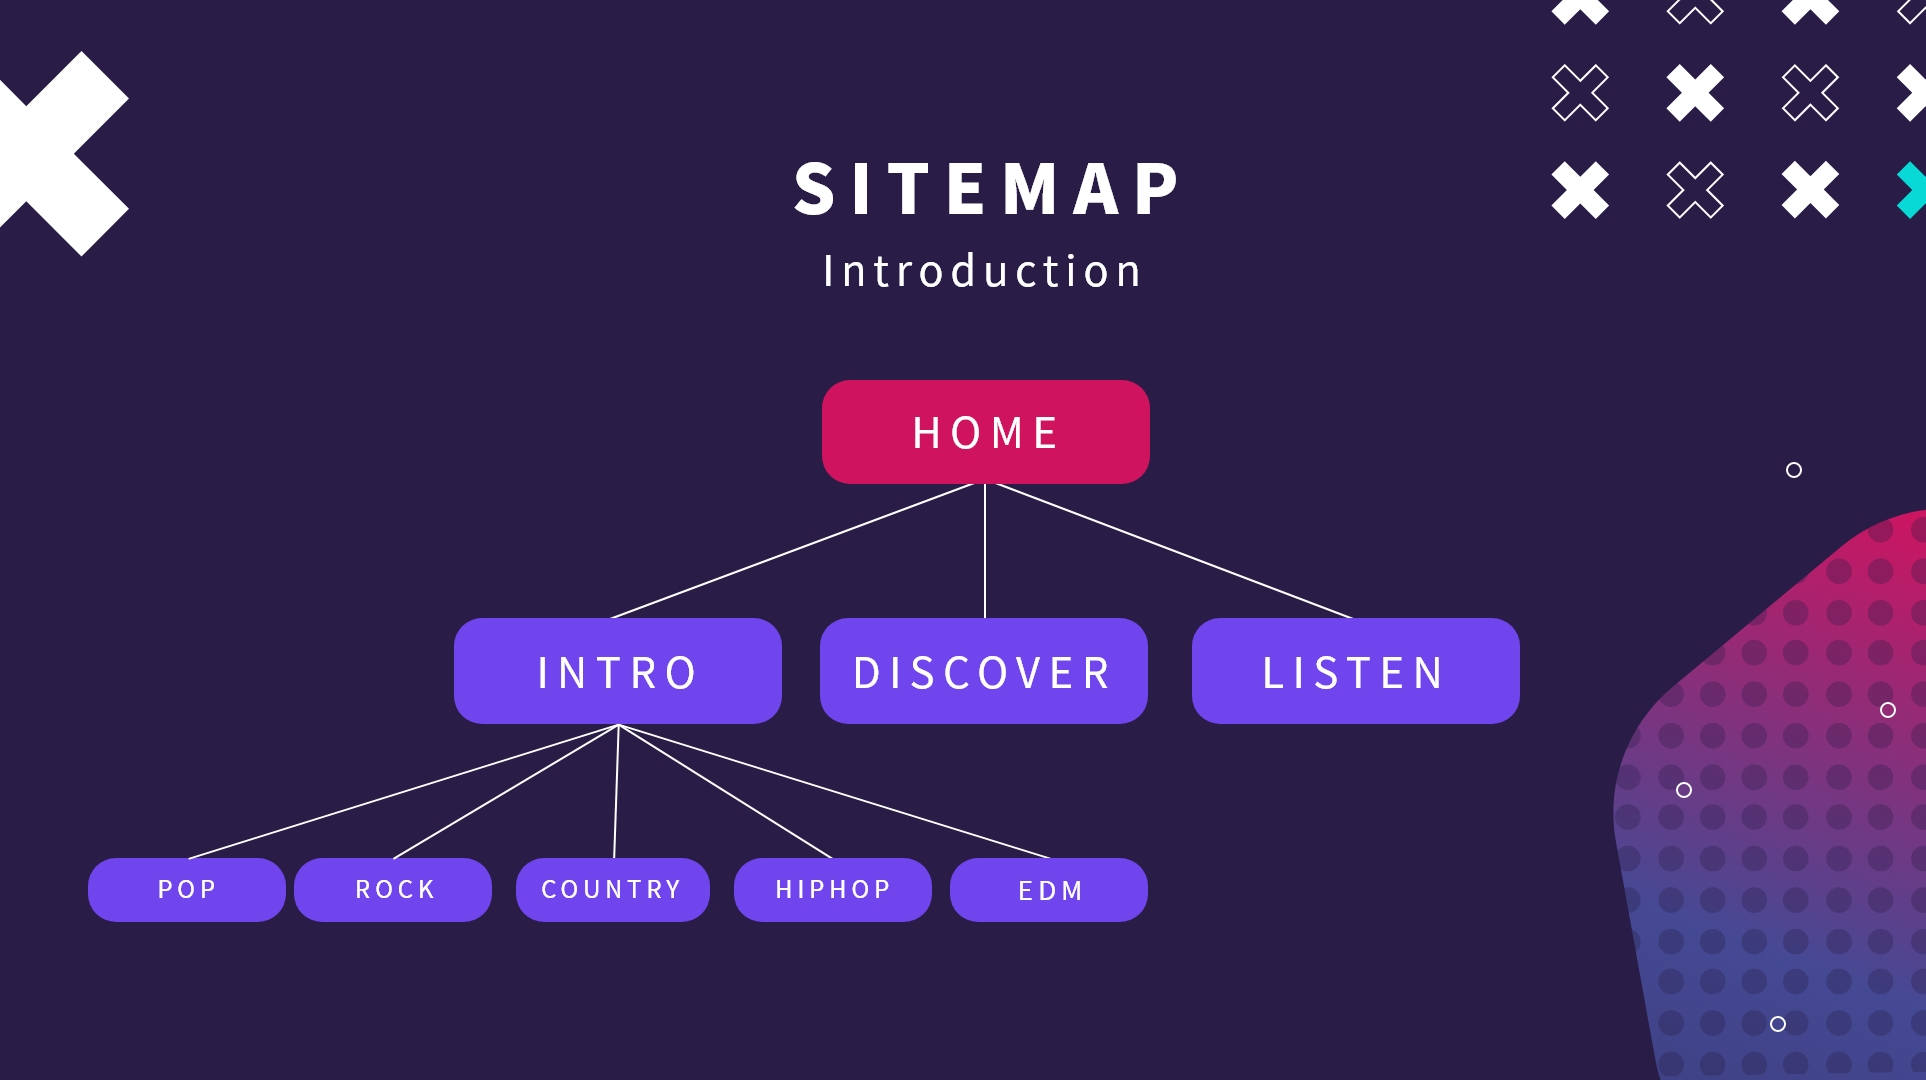 SITEMAP
Introduction
HOME
INTRO
DISCOVER
LISTEN
POP
ROCK
COUNTRY
HIPHOP
EDM